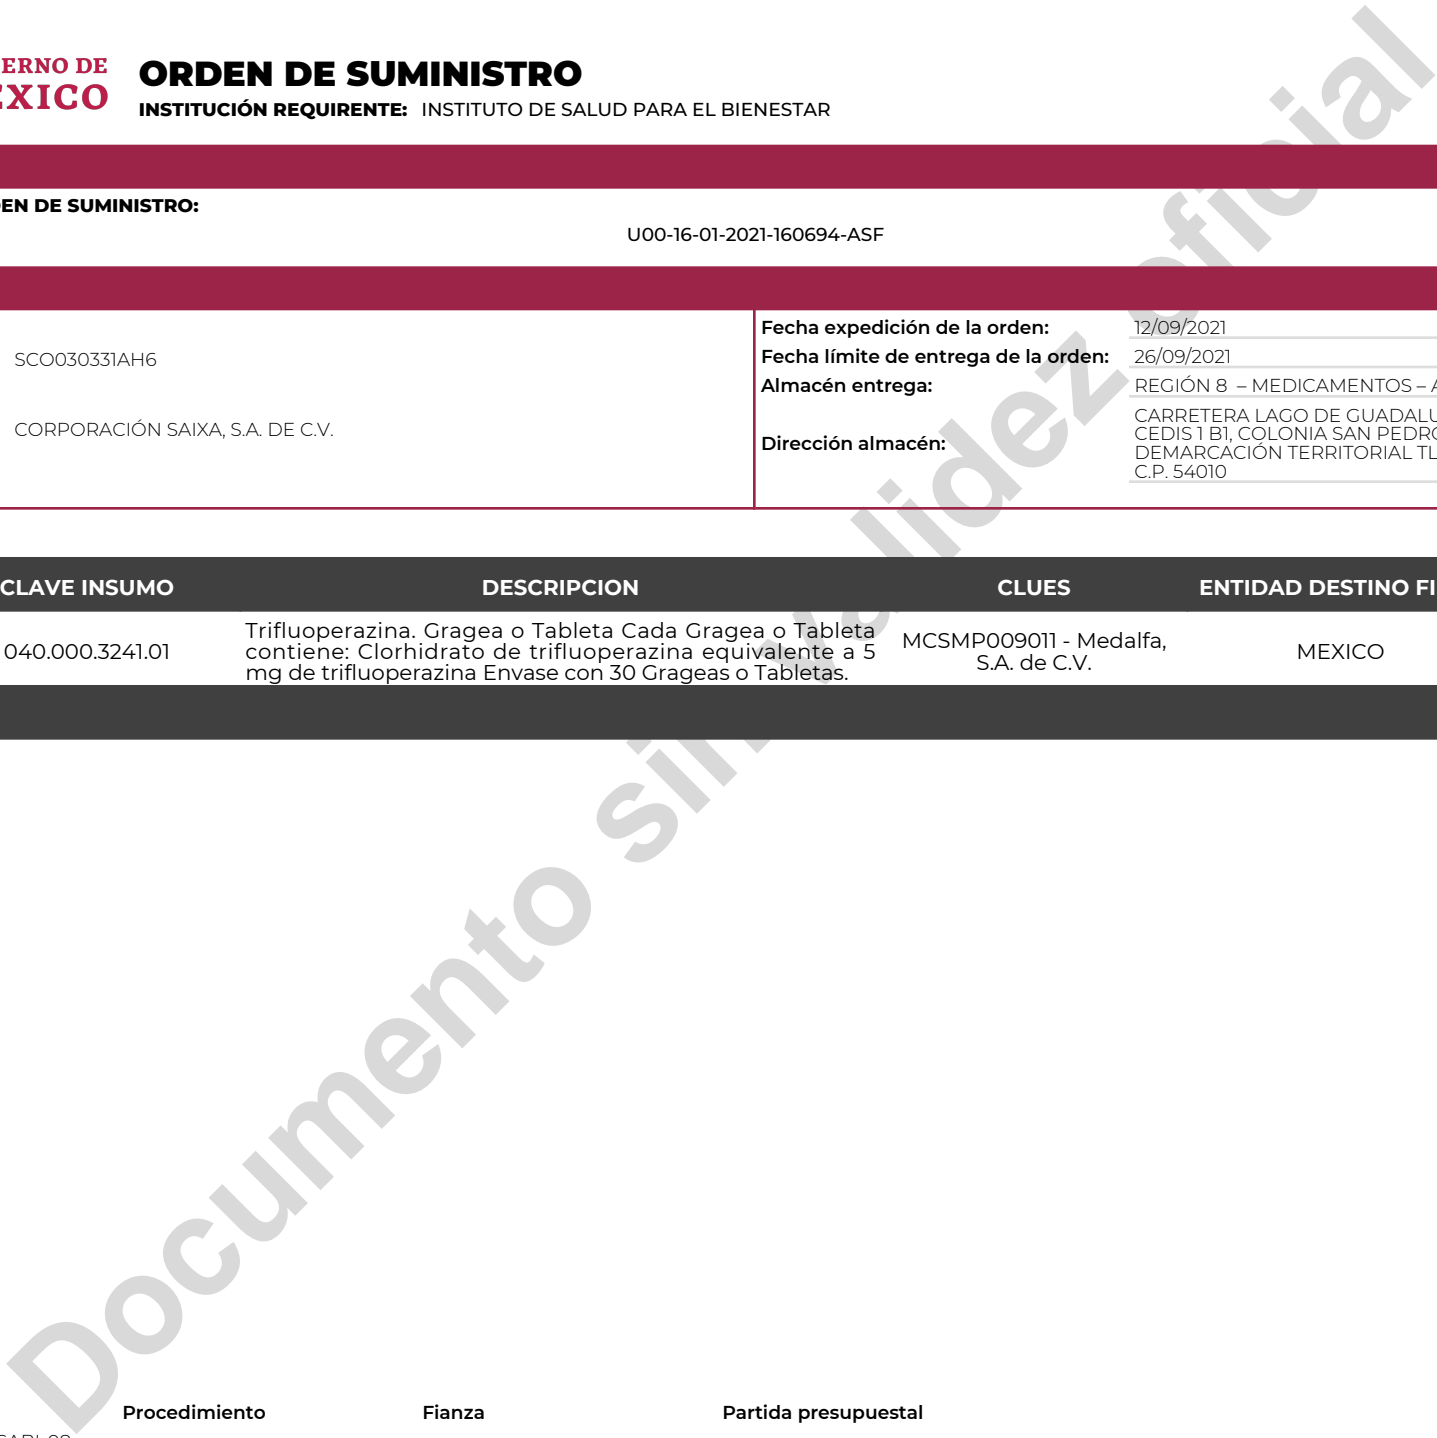 ERNO DE
EXICO
ORDEN DE SUMINISTRO
INSTITUCIÓN REQUIRENTE: INSTITUTO DE SALUD PARA EL BIENESTAR
EN DE SUMINISTRO:
U00-16-01-2021-160694-ASF
SCO030331AH6
CORPORACIÓN SAIXA, S.A. DE C.V.
Fecha expedición de la orden: 12/09/2021
Fecha límite de entrega de la orden: 26/09/2021
Almacén entrega: REGIÓN 8 – MEDICAMENTOS – A
Dirección almacén:
CARRETERA LAGO DE GUADALU
CEDIS 1 B1, COLONIA SAN PEDRO
DEMARCACIÓN TERRITORIAL TL
C.P. 54010
CLAVE INSUMO DESCRIPCION CLUES ENTIDAD DESTINO FI
040.000.3241.01
Trifluoperazina. Gragea o Tableta Cada Gragea o Tableta
contiene: Clorhidrato de trifluoperazina equivalente a 5
mg de trifluoperazina Envase con 30 Grageas o Tabletas.
MCSMP009011 - Medalfa,
S.A. de C.V.
MEXICO
Documento sin validez oficial
Procedimiento Fianza Partida presupuestal